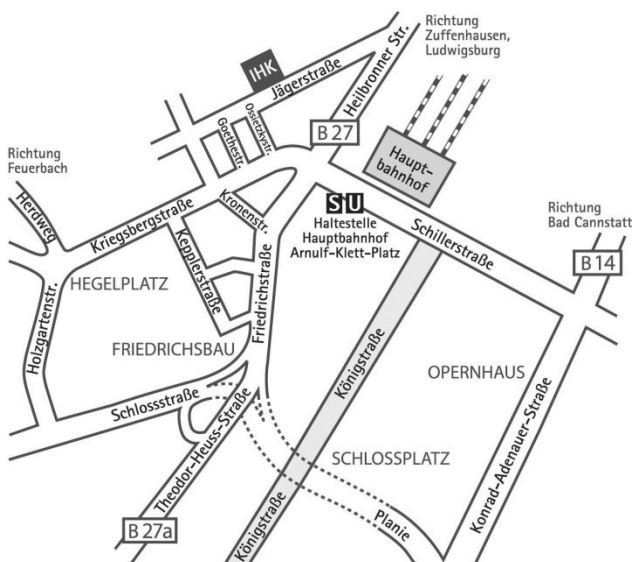 Richtung
Zuffenhausen,
Ludwigsburg
IHK
Jägerstraße
Heilbronner Str.
Ossietzkystr.
Goethestr.
B 27
Haupt-
bahnhof
Richtung
Feuerbach
Herdweg
Kriegsbergstraße
Kronenstr.
S U
Haltestelle
Hauptbahnhof
Arnulf-Klett-Platz
Schillerstraße
Richtung
Bad Cannstatt
B 14
Kepplerstraße
Friedrichstraße
HEGELPLATZ
Holzgartenstr.
FRIEDRICHSBAU
Königstraße
OPERNHAUS
Schlossstraße
Theodor-Heuss-Straße
SCHLOSSPLATZ
Konrad-Adenauer-Straße
Planie
B 27a
Königstraße